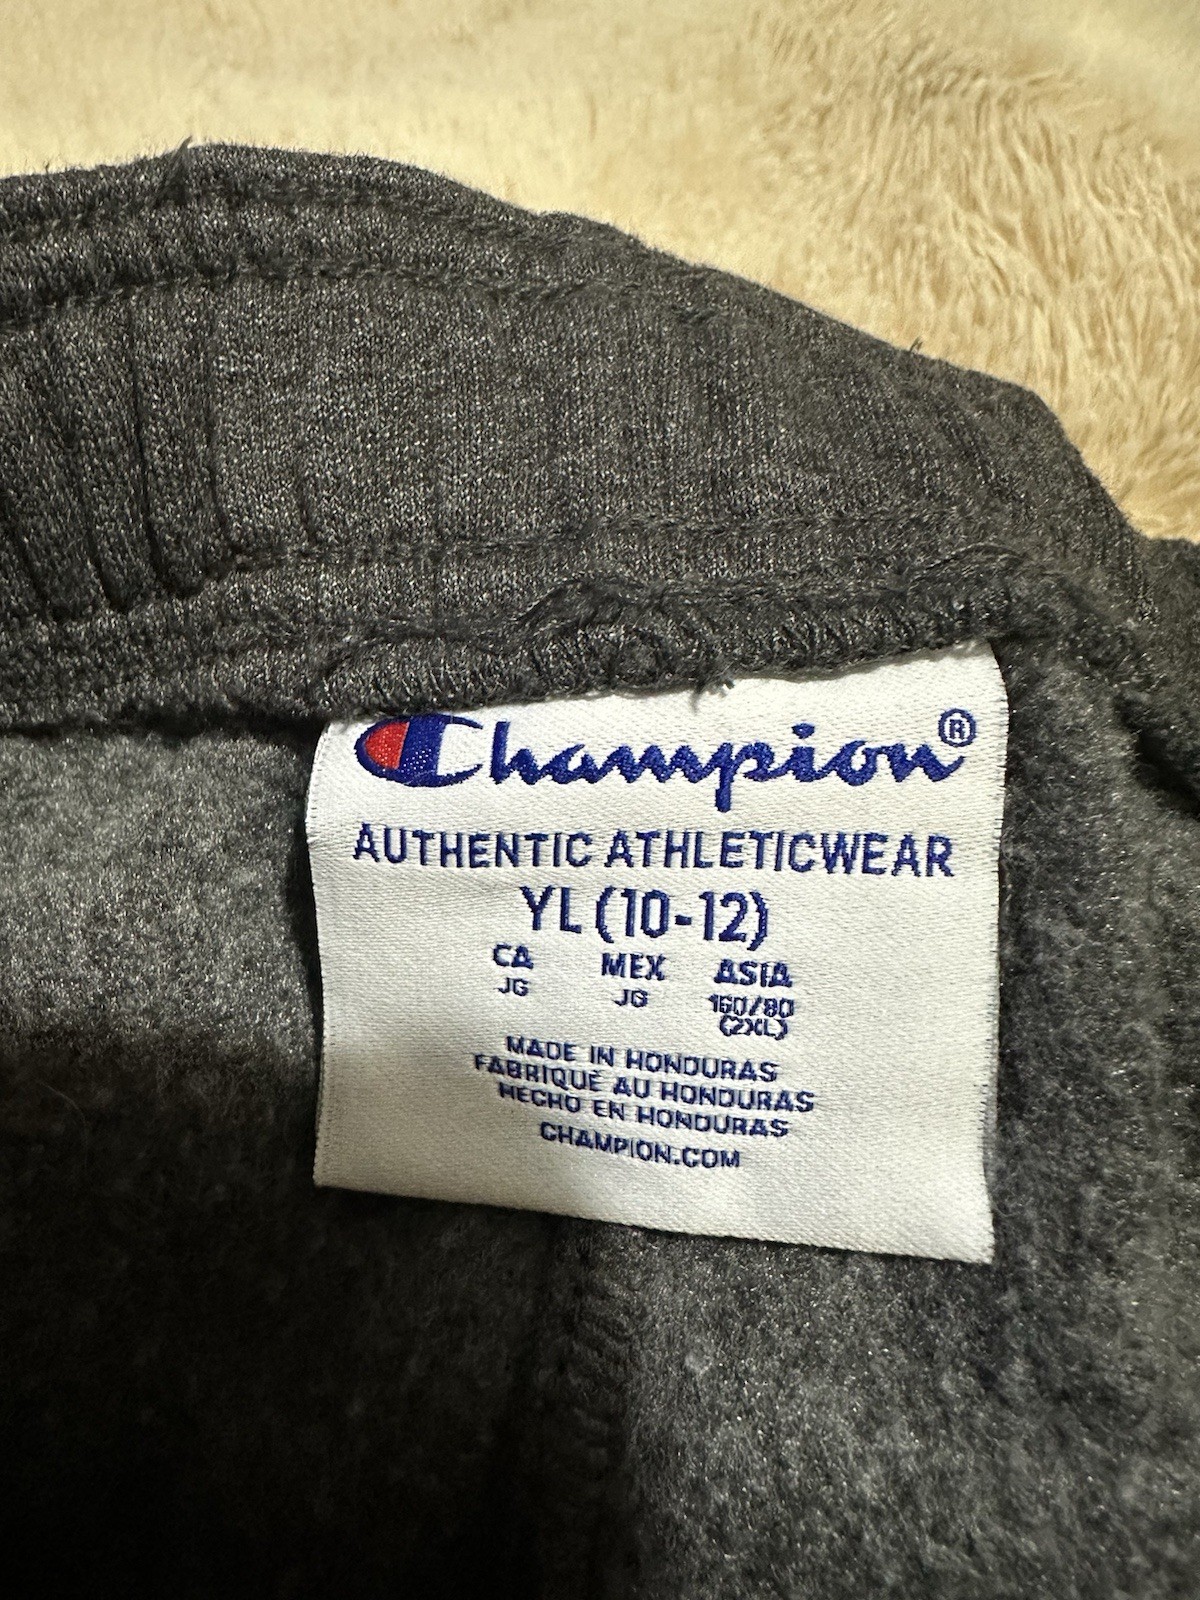 Champion®
AUTHENTIC ATHLETICWEAR
YL (10-12)
CA MEX ASIA
JG JG 160/80
(2XL)
MADE IN HONDURAS
FABRIQUÉ AU HONDURAS
HECHO EN HONDURAS
CHAMPION.COM